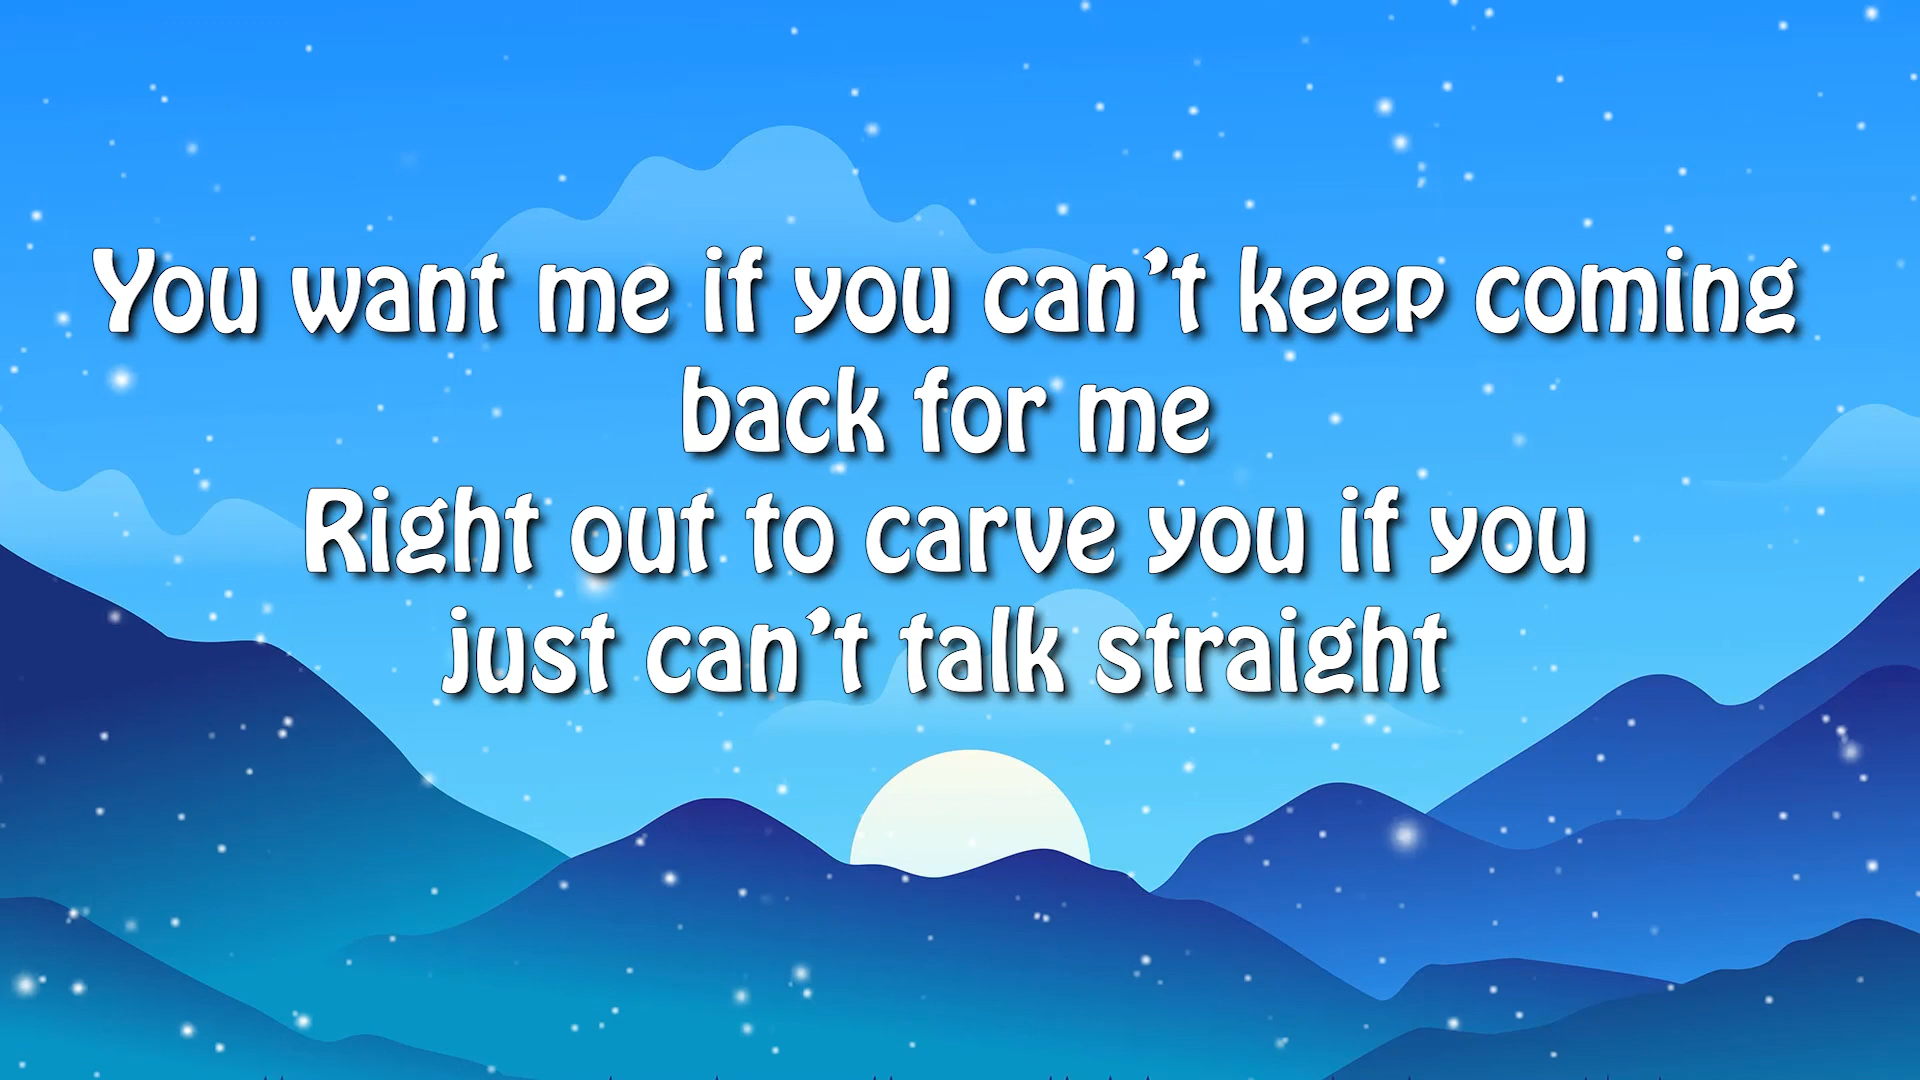 You want me if you can't keep coming
back for me
Right out to carve you if you
just can't talk straight